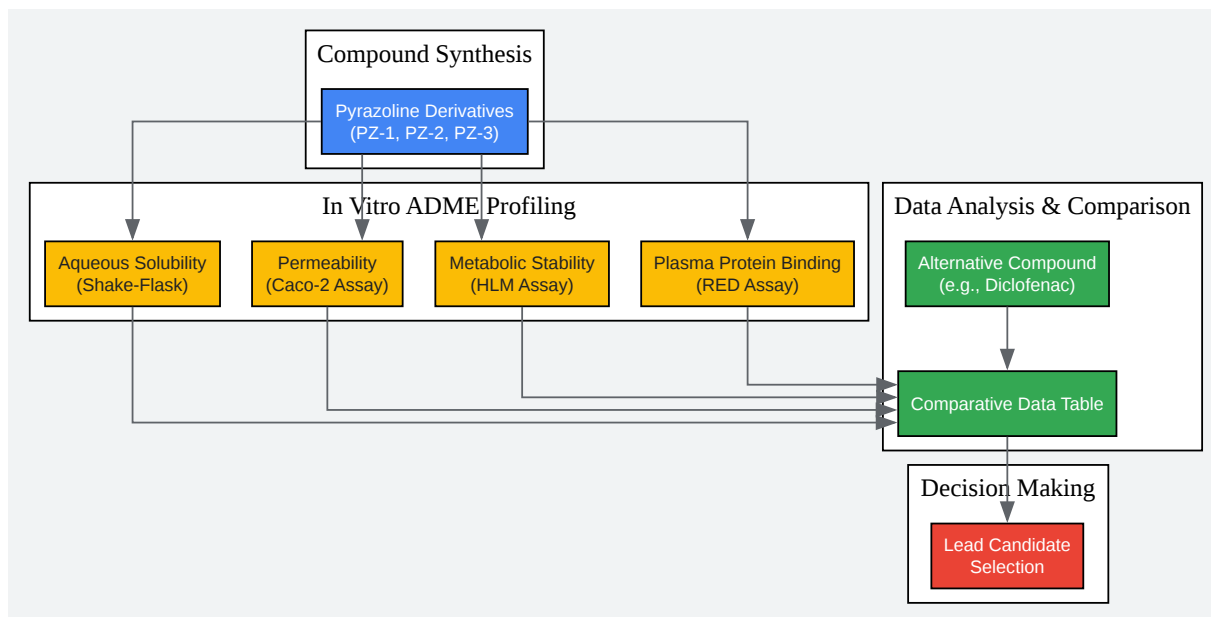 Compound Synthesis
Pyrazoline Derivatives
(PZ-1, PZ-2, PZ-3)
In Vitro ADME Profiling
Aqueous Solubility
(Shake-Flask)
Permeability
(Caco-2 Assay)
Metabolic Stability
(HLM Assay)
Plasma Protein Binding
(RED Assay)
Data Analysis & Comparison
Alternative Compound
(e.g., Diclofenac)
Comparative Data Table
Decision Making
Lead Candidate
Selection